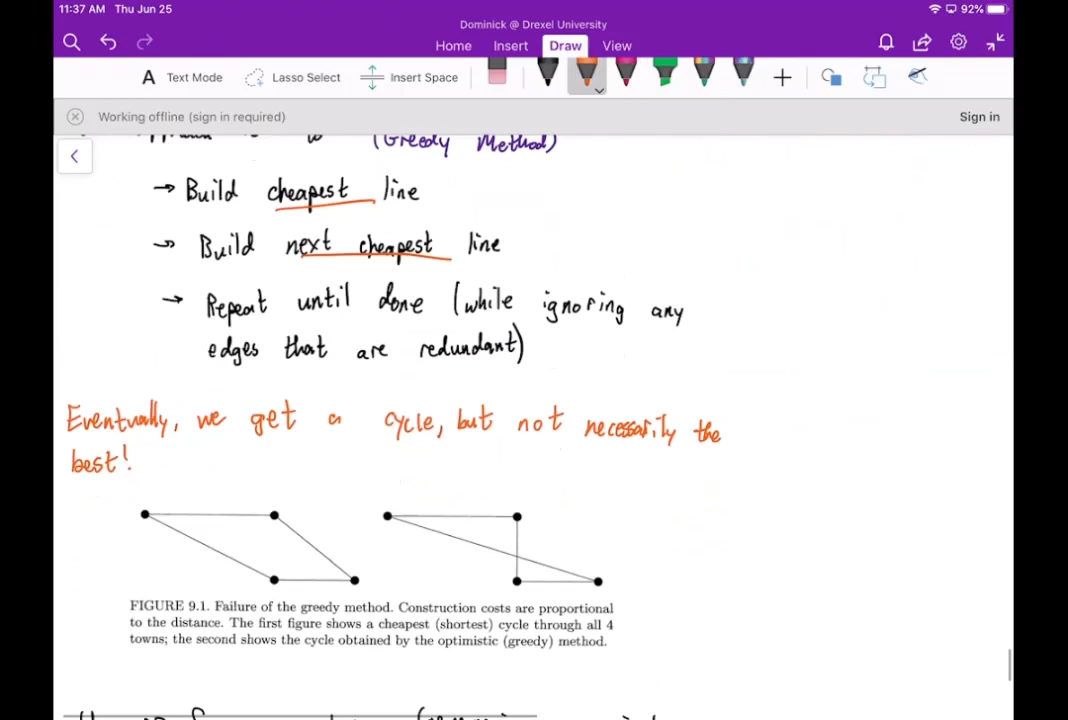 11:37 AM Thu Jun 25
92%
Dominick @ Drexel University
Home Insert Draw View
A Text Mode Lasso Select Insert Space
Working offline (sign in required) Sign in
(Greedy Method)
→ Build cheapest line
→ Build next cheapest line
→ Repeat until done (while ignoring any
edges that are redundant)
Eventually, we get a cycle, but not necessarily the
best!
FIGURE 9.1. Failure of the greedy method. Construction costs are proportional
to the distance. The first figure shows a cheapest (shortest) cycle through all 4
towns; the second shows the cycle obtained by the optimistic (greedy) method.